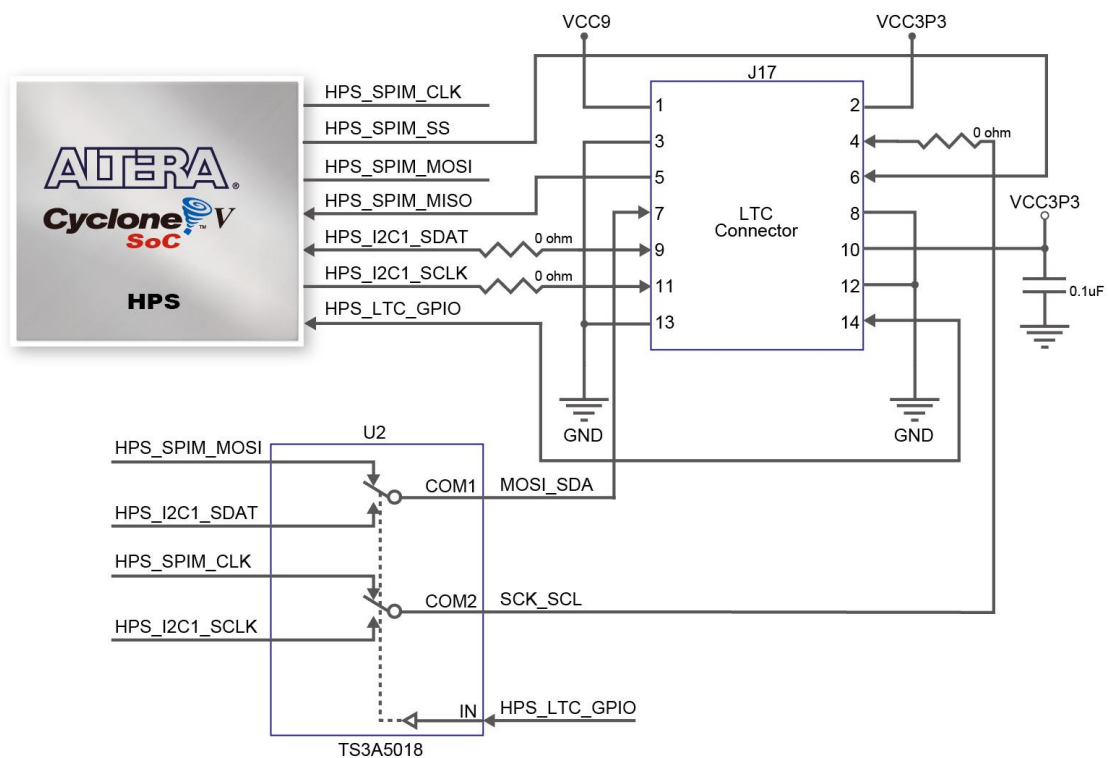 VCC9
VCC3P3
J17
HPS_SPIM_CLK
1
2
HPS_SPIM_SS
3
4
0 ohm
HPS_SPIM_MOSI
5
6
HPS_SPIM_MISO
7
LTC
Connector
8
VCC3P3
HPS_I2C1_SDAT
0 ohm
9
10
HPS_I2C1_SCLK
0 ohm
11
12
0.1uF
HPS_LTC_GPIO
13
14
ALTERA®
Cyclone™ V
SoC
HPS
GND
GND
U2
HPS_SPIM_MOSI
COM1
MOSI_SDA
HPS_I2C1_SDAT
HPS_SPIM_CLK
COM2
SCK_SCL
HPS_I2C1_SCLK
IN
HPS_LTC_GPIO
TS3A5018